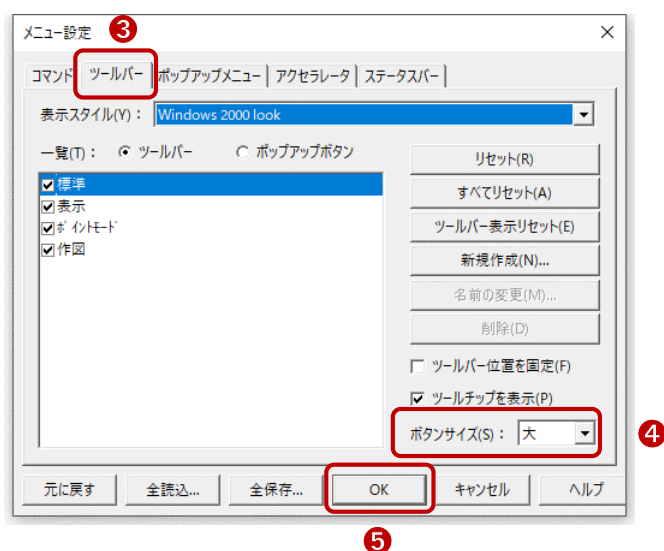 メニュー設定 3
コマンド ツールバー ポップアップメニュー アクセラレータ ステータスバー
表示スタイル(Y)： Windows 2000 look
一覧(T)： ツールバー ポップアップボタン
標準
表示
ﾎﾟｲﾝﾄﾓｰﾄﾞ
作図
リセット(R)
すべてリセット(A)
ツールバー表示リセット(E)
新規作成(N)...
名前の変更(M)...
削除(D)
ツールバー位置を固定(F)
ツールチップを表示(P)
ボタンサイズ(S)： 大 4
元に戻す 全読込... 全保存... OK キャンセル ヘルプ
5